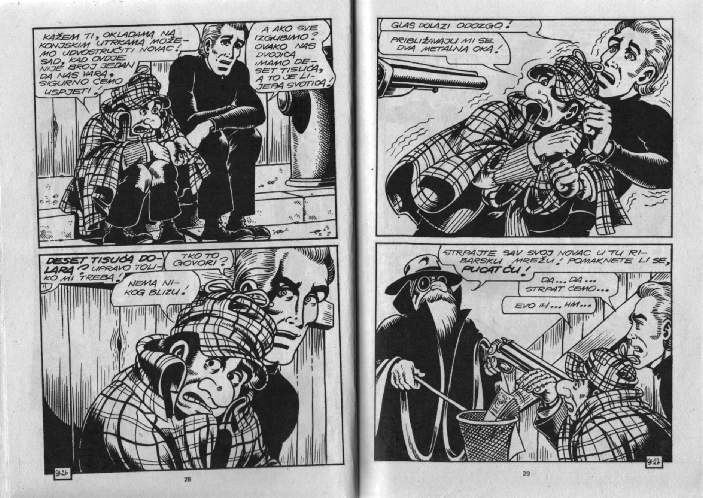 KAŽEM TI, OKLADAMA NA
KONJSKIM UTRKAMA MOŽE-
MO UDVOSTRUČITI NOVAC!
SAD, KAD OVDJE
NIJE BROJ JEDAN
DA NAS VARA,
SIGURNO ĆEMO
USPJETI!
A AKO SVE
IZGUBIMO?
OVAKO NAS
DVOJICA
IMAMO DE-
SET TISUĆA,
A TO JE LI-
JEPA SVOTICA!
DESET TISUĆA DO-
LARA? UPRAVO TOLI-
KO MI TREBA!
TKO TO
GOVORI?
NEMA NI-
KOG BLIZU!
28
GLAS DOLAZI ODOZGO!
PRIBLIŽAVAJU MI SE
DVA METALNA OKA!
STRPAJTE SAV SVOJ NOVAC U TU RI-
BARSKU MREŽU! POMAKNETE LI SE,
PUCAT ĆU!
DA...DA...
STRPAT ĆEMO...
EVO IH...HM...
29